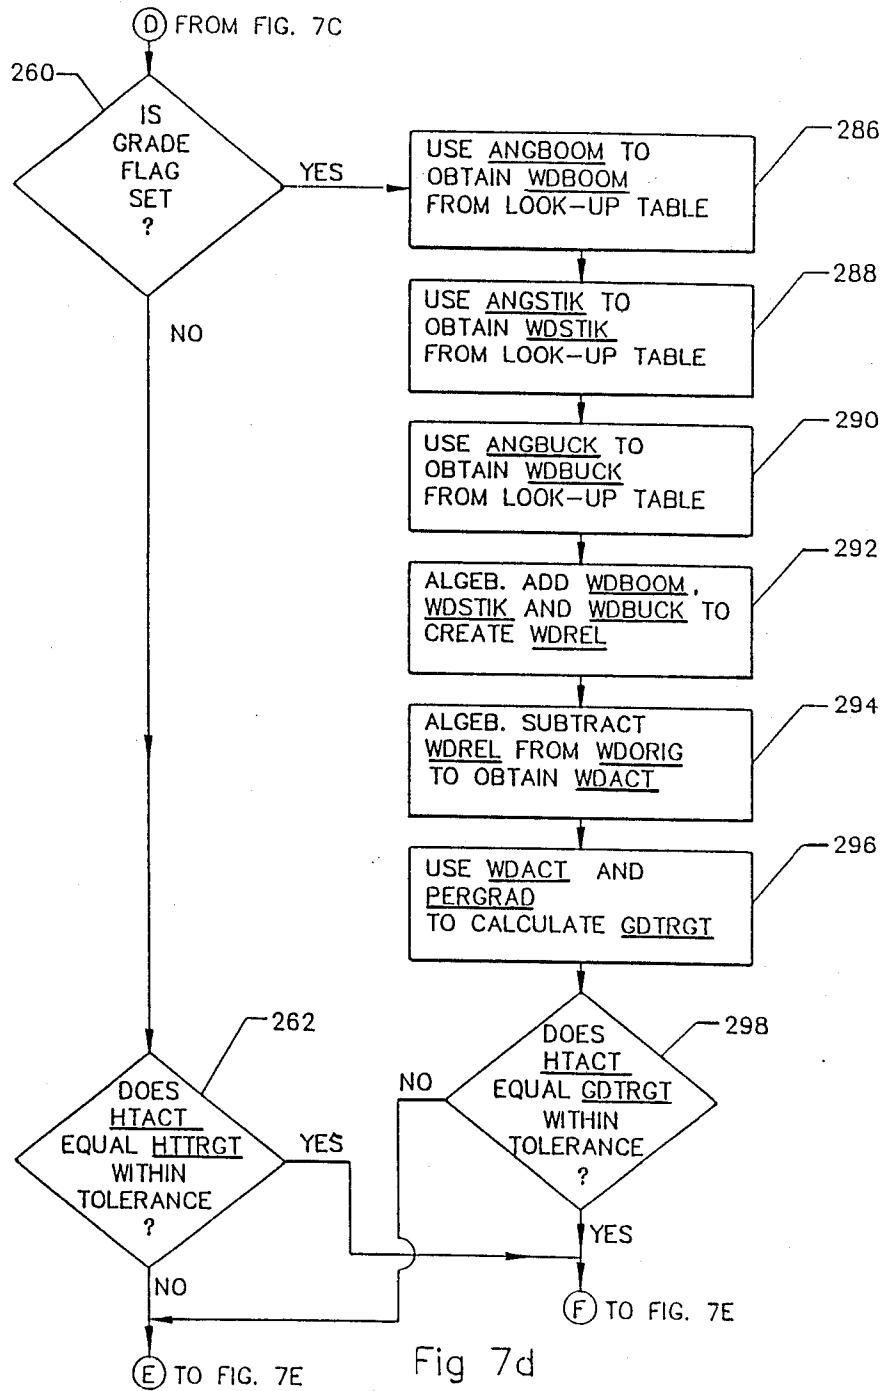 D FROM FIG. 7C
260
IS
GRADE
FLAG
SET
?
YES
NO
USE ANGBOOM TO
OBTAIN WDBOOM
FROM LOOK-UP TABLE
286
USE ANGSTIK TO
OBTAIN WDSTIK
FROM LOOK-UP TABLE
288
USE ANGBUCK TO
OBTAIN WDBUCK
FROM LOOK-UP TABLE
290
ALGEB. ADD WDBOOM,
WDSTIK AND WDBUCK TO
CREATE WDREL
292
ALGEB. SUBTRACT
WDREL FROM WDORIG
TO OBTAIN WDACT
294
USE WDACT AND
PERGRAD
TO CALCULATE GDTRGT
296
262
DOES
HTACT
EQUAL HTTRGT
WITHIN
TOLERANCE
?
YES
NO
298
DOES
HTACT
EQUAL GDTRGT
WITHIN
TOLERANCE
?
NO
YES
F TO FIG. 7E
E TO FIG. 7E
Fig 7d